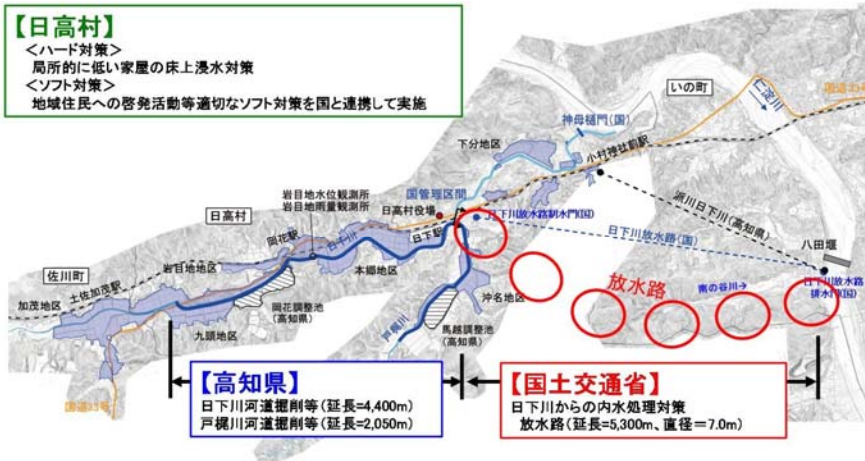 【日高村】
＜ハード対策＞
局所的に低い家屋の床上浸水対策
＜ソフト対策＞
地域住民への啓発活動等適切なソフト対策を国と連携して実施
いの町
仁淀川
国道33号
神母樋門(国)
下分地区
小村神社前駅
国管理区間
岩目地水位観測所
岩目地雨量観測所
日高村役場
日高村
日下川放水路制水門(国)
派川日下川(高知県)
日下川放水路(国)
八田堰
岡花駅
日下川
日下駅
佐川町
土佐加茂駅
岩目地地区
本郷地区
加茂地区
放水路
南の谷川→
日下川放水路
排水門(国)
沖名地区
岡花調整池
(高知県)
九頭地区
戸梶川
馬越調整池
(高知県)
国道33号
【高知県】
日下川河道掘削等(延長=4,400m)
戸梶川河道掘削等(延長=2,050m)
【国土交通省】
日下川からの内水処理対策
放水路(延長=5,300m、直径＝7.0m)